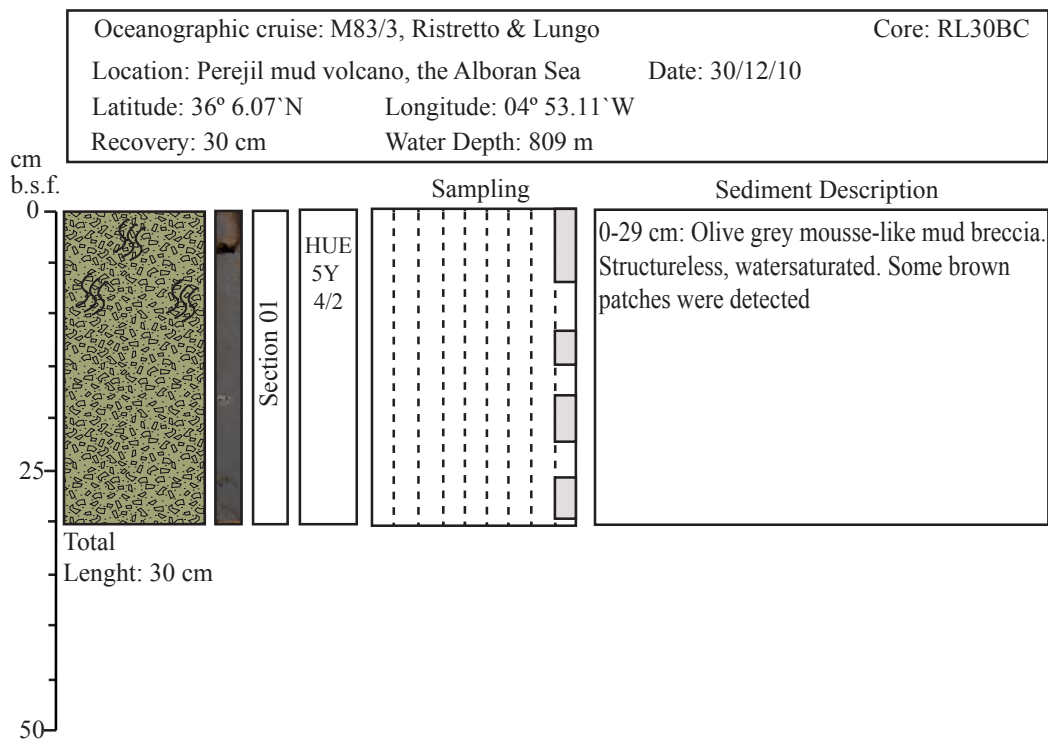 Oceanographic cruise: M83/3, Ristretto & Lungo Core: RL30BC
Location: Perejil mud volcano, the Alboran Sea Date: 30/12/10
Latitude: 36º 6.07`N Longitude: 04º 53.11`W
Recovery: 30 cm Water Depth: 809 m
cm
b.s.f.
Sampling Sediment Description
0
Section 01
HUE
5Y
4/2
0-29 cm: Olive grey mousse-like mud breccia.
Structureless, watersaturated. Some brown
patches were detected
25
Total
Lenght: 30 cm
50